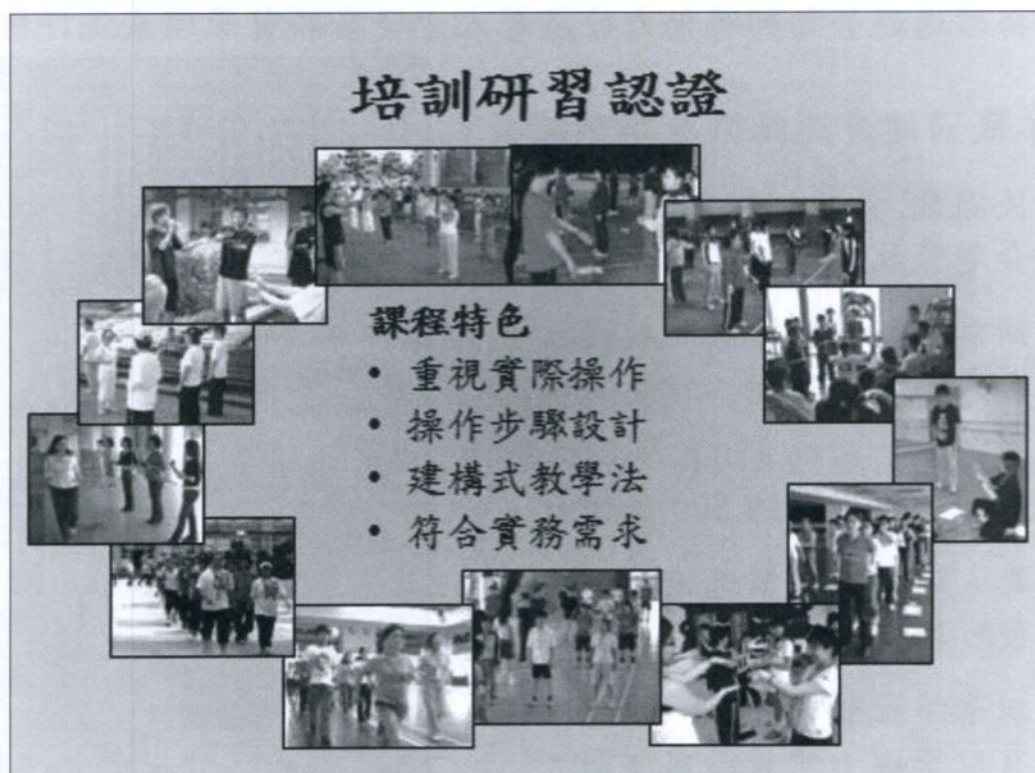 培訓研習認證
課程特色
• 重視實際操作
• 操作步驟設計
• 建構式教學法
• 符合實務需求